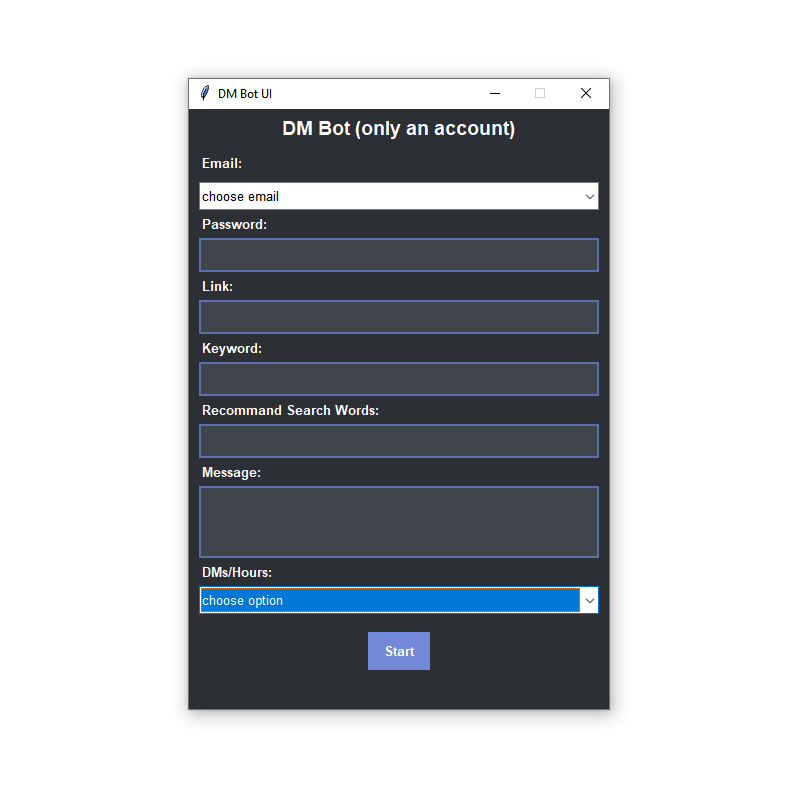 DM Bot UI
DM Bot (only an account)
Email:
choose email
Password:
Link:
Keyword:
Recommand Search Words:
Message:
DMs/Hours:
choose option
Start